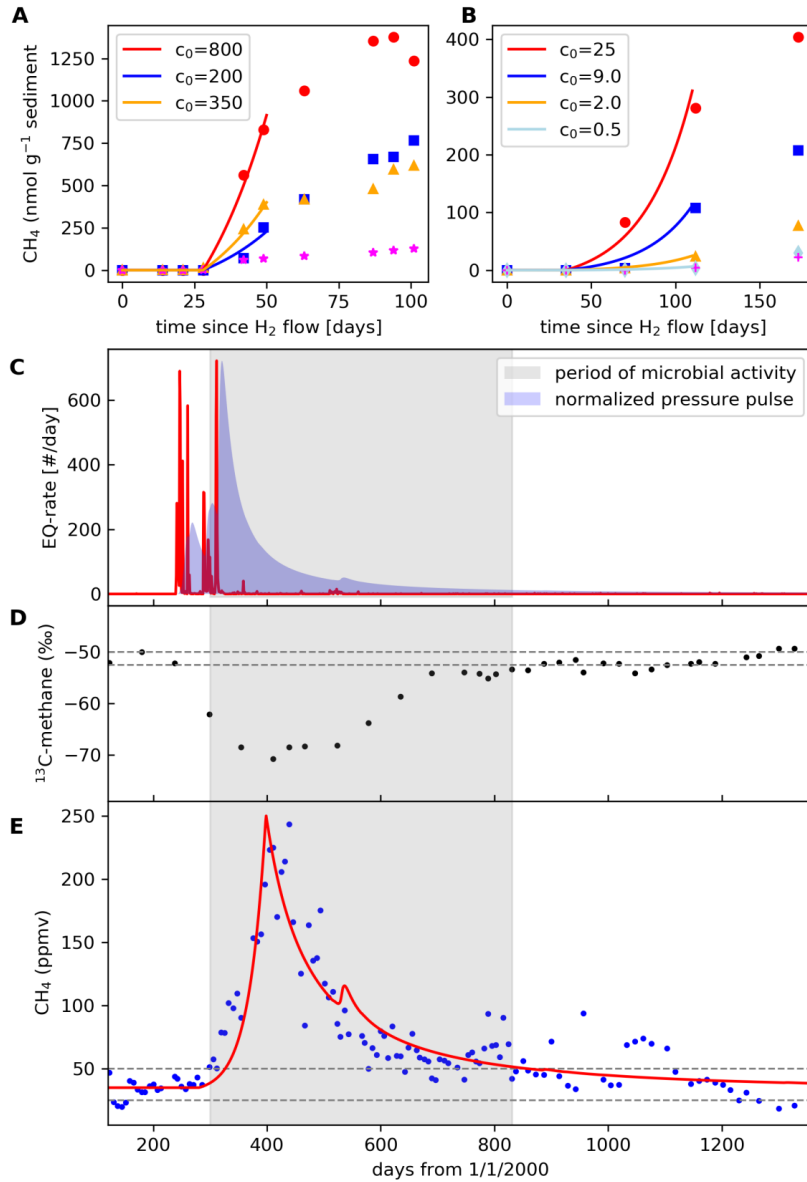 A
B
CH₄ (nmol g⁻¹ sediment
1250
1000
750
500
250
0
c₀=800
c₀=200
c₀=350
0 25 50 75 100
time since H₂ flow [days]
400
300
200
100
0
c₀=25
c₀=9.0
c₀=2.0
c₀=0.5
0 50 100 150
time since H₂ flow [days]
C
EQ-rate [#/day]
600
400
200
0
period of microbial activity
normalized pressure pulse
D
¹³C-methane (‰)
−50
−60
−70
E
CH₄ (ppmv)
250
200
150
100
50
0
200 400 600 800 1000 1200
days from 1/1/2000